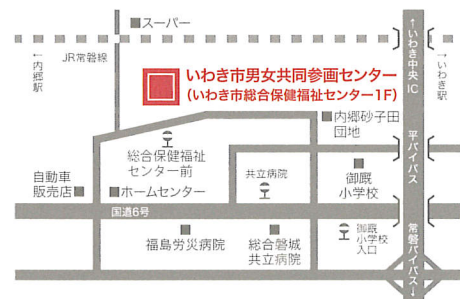 ■スーパー
←内郷駅
JR常磐線
↑いわき中央IC
→いわき駅
いわき市男女共同参画センター
(いわき市総合保健福祉センター1F)
■内郷砂子田
団地
平バイパス
総合保健福祉
センター前
自動車
販売店■
■ホームセンター
共立病院
御厩
小学校
国道6号
福島労災病院
総合磐城
共立病院
御厩
小学校
入口
常磐バイパス↓